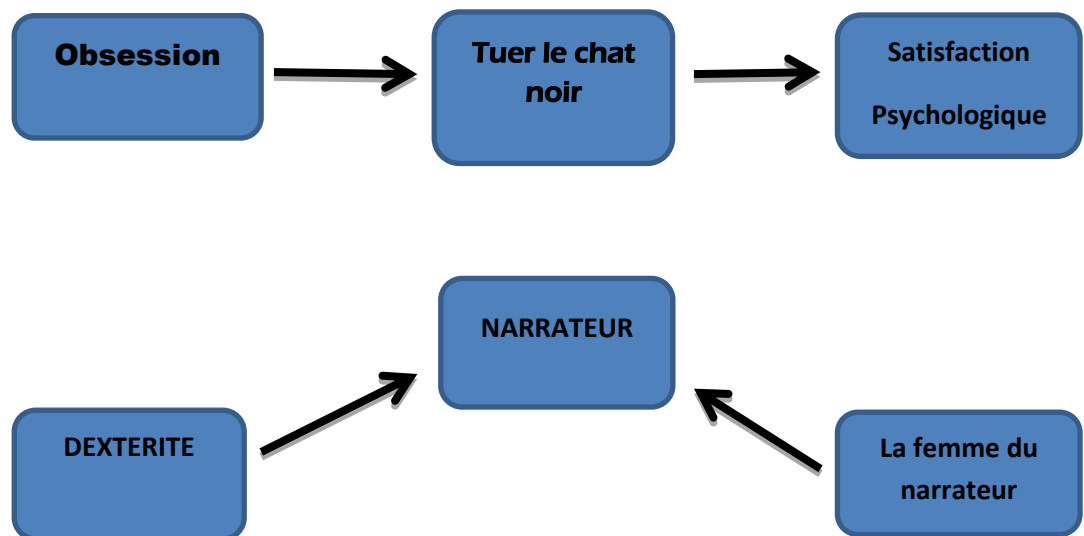 Obsession
Tuer le chat
noir
Satisfaction
Psychologique
NARRATEUR
DEXTERITE
La femme du
narrateur